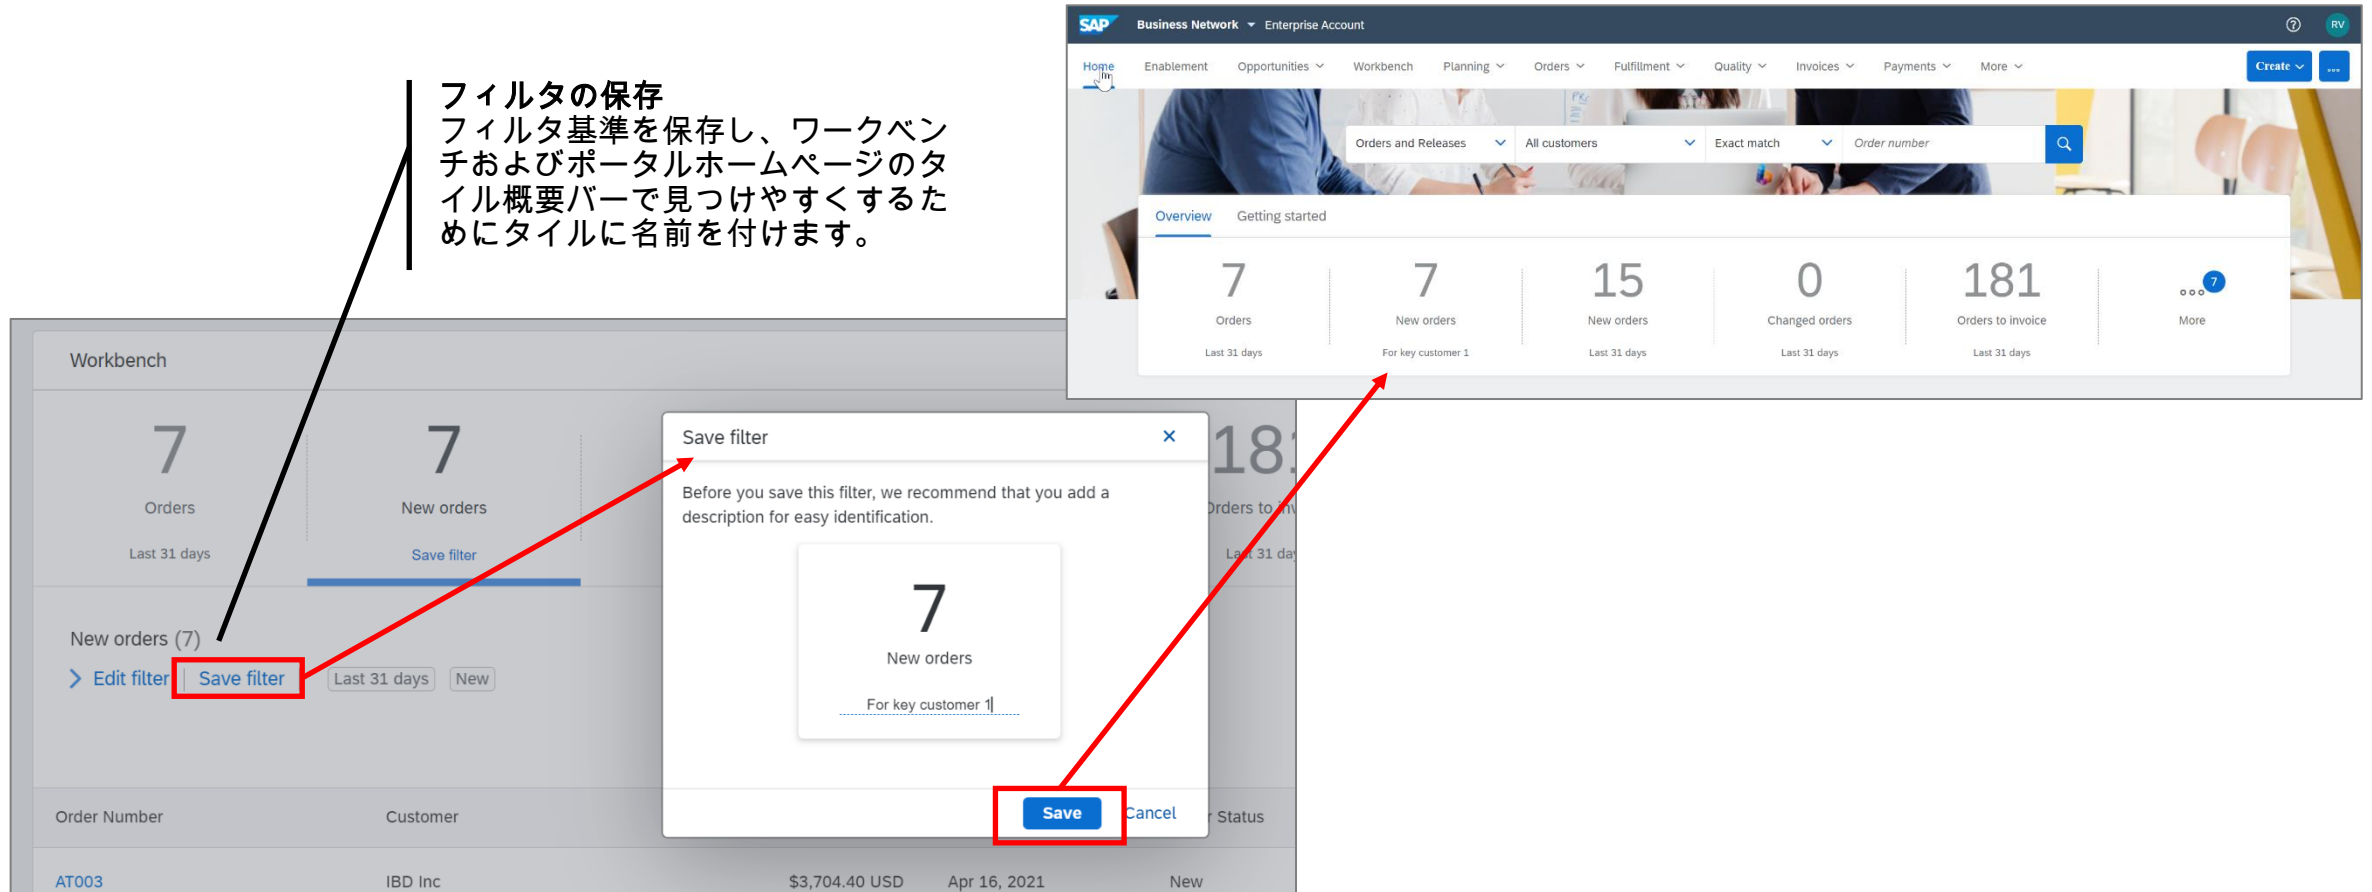 フィルタの保存
フィルタ基準を保存し、ワークベン
チおよびポータルホームページのタ
イル概要バーで見つけやすくするた
めにタイルに名前を付けます。
SAP Business Network Enterprise Account RV
Home Enablement Opportunities Workbench Planning Orders Fulfillment Quality Invoices Payments More Create ...
Orders and Releases All customers Exact match Order number
Overview Getting started
7 7 15 0 181 7
Orders New orders New orders Changed orders Orders to invoice More
Last 31 days For key customer 1 Last 31 days Last 31 days Last 31 days
Workbench
7 7
Orders New orders
Last 31 days Save filter
New orders (7)
Edit filter Save filter Last 31 days New
Save filter
Before you save this filter, we recommend that you add a
description for easy identification.
7
New orders
For key customer 1
Save Cancel
Last 31
Order Number Customer Status
AT003 IBD Inc $3,704.40 USD Apr 16, 2021 New